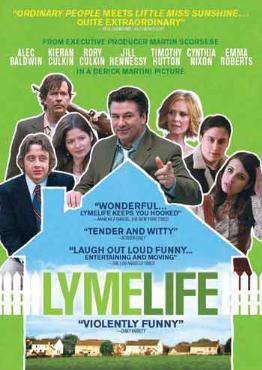 "ORDINARY PEOPLE MEETS LITTLE MISS SUNSHINE...
QUITE EXTRAORDINARY"
FROM EXECUTIVE PRODUCER MARTIN SCORSESE
ALEC KIERAN RORY JILL TIMOTHY CYNTHIA EMMA
BALDWIN CULKIN CULKIN HENNESSY HUTTON NIXON ROBERTS
IN A DERICK MARTINI PICTURE
"WONDERFUL...
LYMELIFE KEEPS YOU HOOKED"
"TENDER AND WITTY"
"LAUGH OUT LOUD FUNNY...
ENTERTAINING AND MOVING"
LYMELIFE
"VIOLENTLY FUNNY"